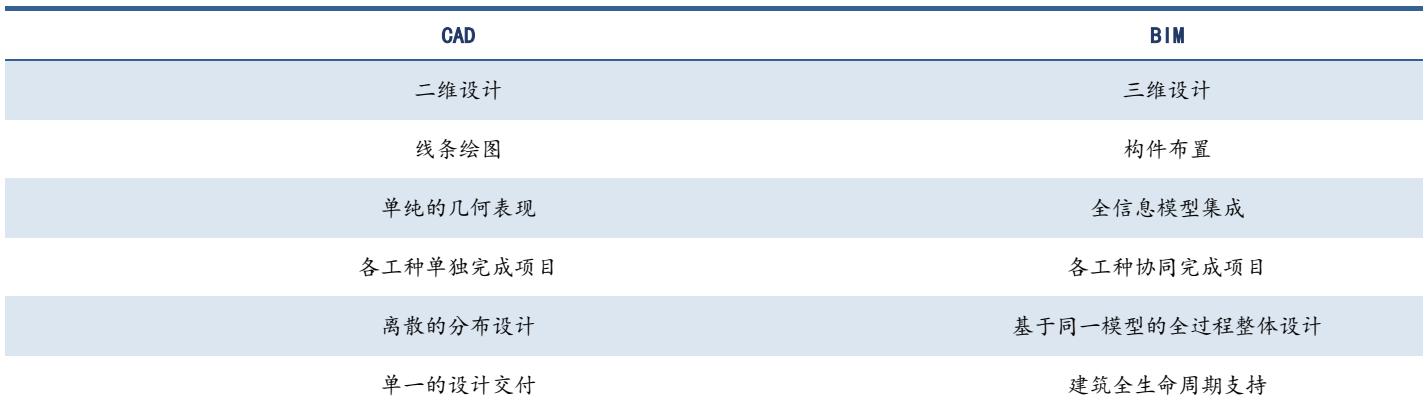 CAD BIM
二维设计 三维设计
线条绘图 构件布置
单纯的几何表现 全信息模型集成
各工种单独完成项目 各工种协同完成项目
离散的分布设计 基于同一模型的全过程整体设计
单一的设计交付 建筑全生命周期支持